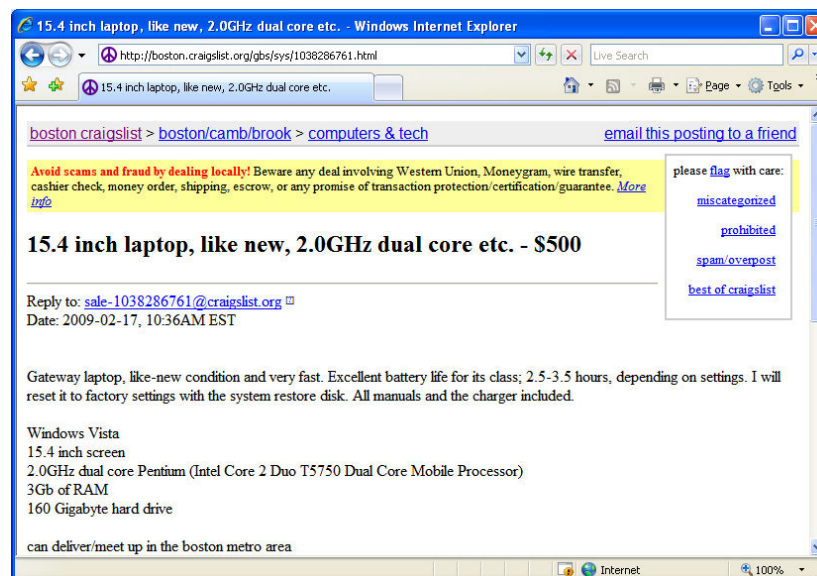 15.4 inch laptop, like new, 2.0GHz dual core etc. - Windows Internet Explorer
http://boston.craigslist.org/gbs/sys/1038286761.html
Live Search
15.4 inch laptop, like new, 2.0GHz dual core etc.
Page
Tools
boston craigslist > boston/camb/brook > computers & tech
email this posting to a friend
Avoid scams and fraud by dealing locally! Beware any deal involving Western Union, Moneygram, wire transfer,
cashier check, money order, shipping, escrow, or any promise of transaction protection/certification/guarantee. More
info
please flag with care:
miscategorized
prohibited
spam/overpost
best of craigslist
15.4 inch laptop, like new, 2.0GHz dual core etc. - $500
Reply to: sale-1038286761@craigslist.org
Date: 2009-02-17, 10:36AM EST
Gateway laptop, like-new condition and very fast. Excellent battery life for its class; 2.5-3.5 hours, depending on settings. I will
reset it to factory settings with the system restore disk. All manuals and the charger included.
Windows Vista
15.4 inch screen
2.0GHz dual core Pentium (Intel Core 2 Duo T5750 Dual Core Mobile Processor)
3Gb of RAM
160 Gigabyte hard drive
can deliver/meet up in the boston metro area
Internet
100%